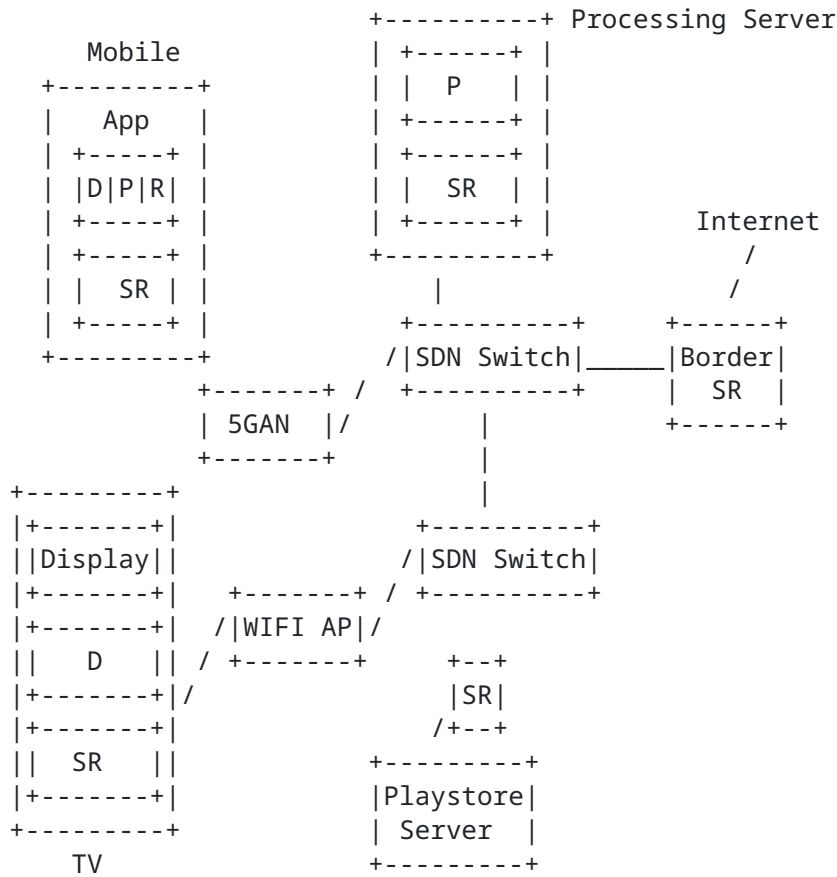 +----------+ Processing Server
     Mobile            | +------+ |
  +---------+          | |  P   | |
  |   App   |          | +------+ |
  | +-----+ |          | +------+ |
  | |D|P|R| |          | |  SR  | |
  | +-----+ |          | +------+ |         Internet
  | +-----+ |          +----------+            /
  | |  SR | |              |                  /
  | +-----+ |            +----------+     +------+
  +---------+           /|SDN Switch|_____|Border|
            +-------+ /  +----------+     |  SR  |
            | 5GAN  |/        |           +------+
            +-------+         |
+---------+                   |
|+-------+|               +----------+
||Display||              /|SDN Switch|
|+-------+|   +-------+ / +----------+
|+-------+|  /|WIFI AP|/
||   D   || / +-------+     +--+
|+-------+|/                |SR|
|+-------+|                /+--+
||  SR   ||            +---------+
|+-------+|            |Playstore|
+---------+            | Server  |
    TV                 +---------+